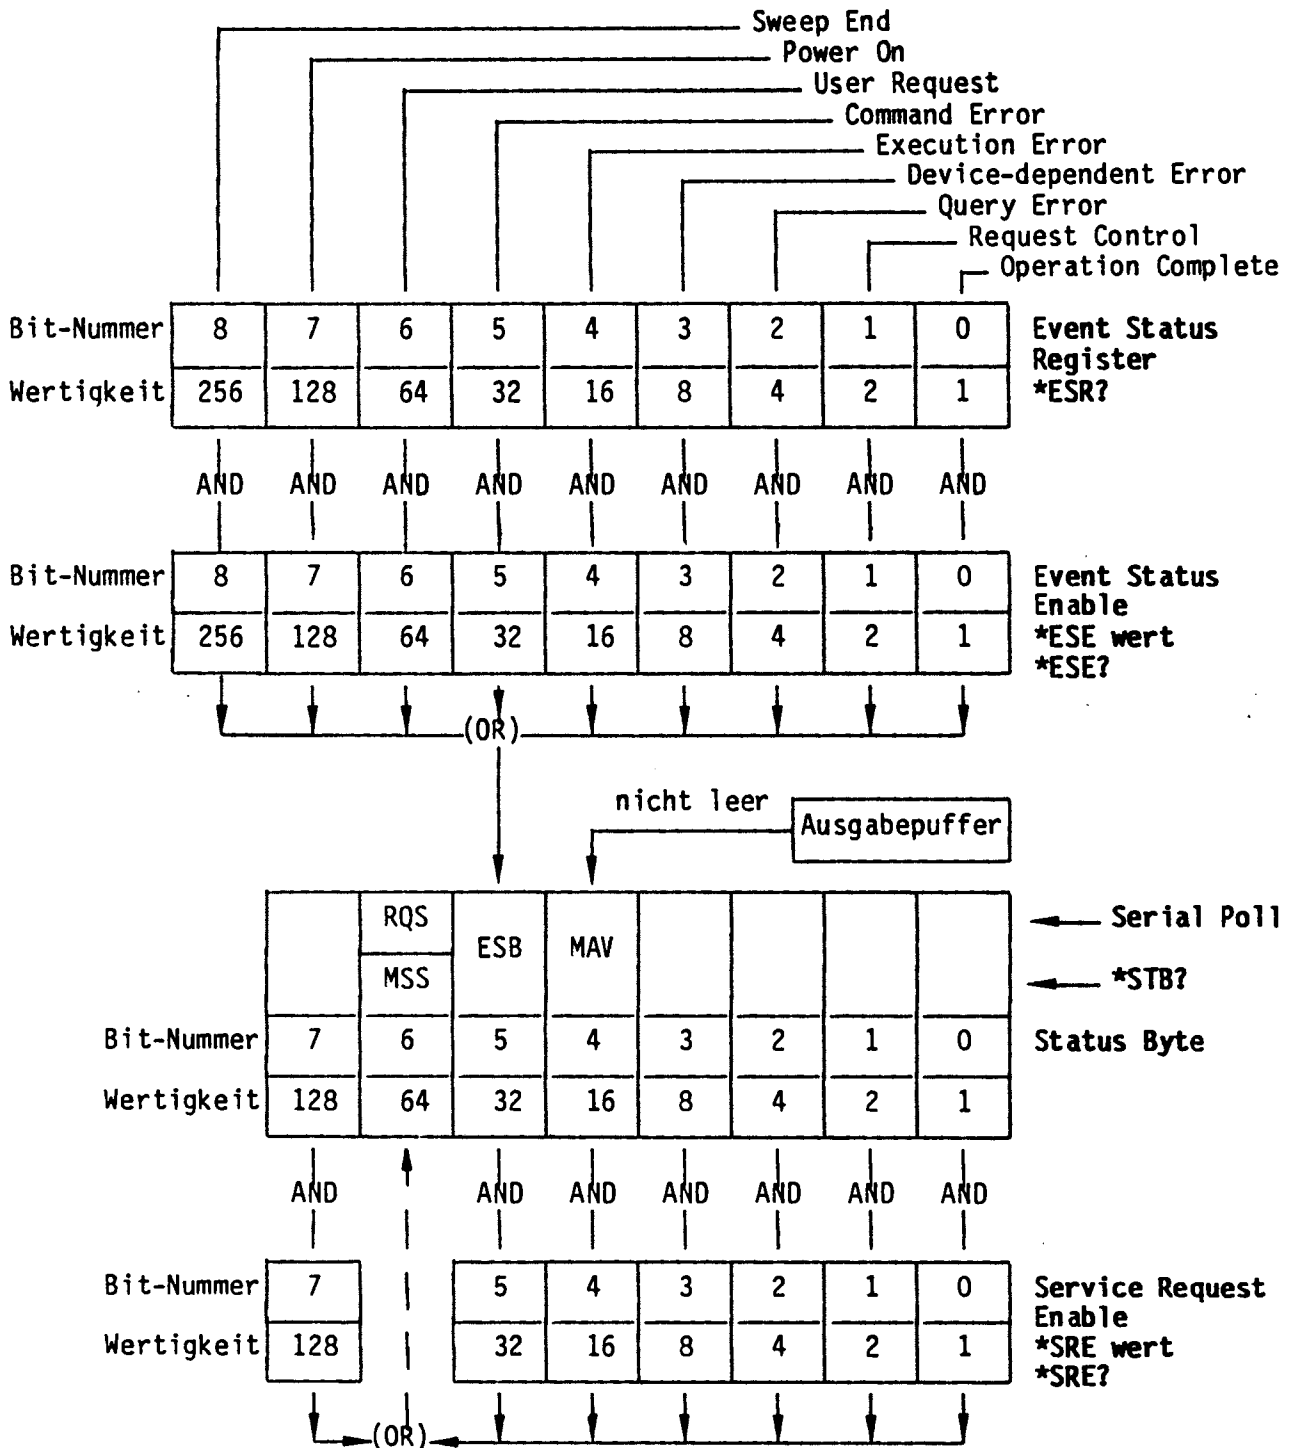 Sweep End
Power On
User Request
Command Error
Execution Error
Device-dependent Error
Query Error
Request Control
Operation Complete
Bit-Nummer 8 7 6 5 4 3 2 1 0 Event Status
Register
Wertigkeit 256 128 64 32 16 8 4 2 1 *ESR?
AND AND AND AND AND AND AND AND AND
Bit-Nummer 8 7 6 5 4 3 2 1 0 Event Status
Enable
Wertigkeit 256 128 64 32 16 8 4 2 1 *ESE wert
*ESE?
(OR)
nicht leer
Ausgabepuffer
RQS
Serial Poll
ESB MAV
MSS
*STB?
Bit-Nummer 7 6 5 4 3 2 1 0 Status Byte
Wertigkeit 128 64 32 16 8 4 2 1
AND AND AND AND AND AND AND
Bit-Nummer 7 5 4 3 2 1 0 Service Request
Enable
Wertigkeit 128 32 16 8 4 2 1 *SRE wert
*SRE?
(OR)